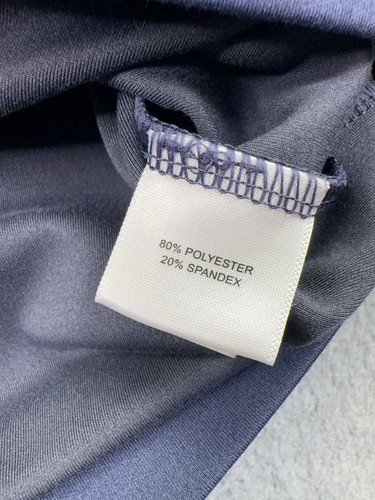 80% POLYESTER
20% SPANDEX